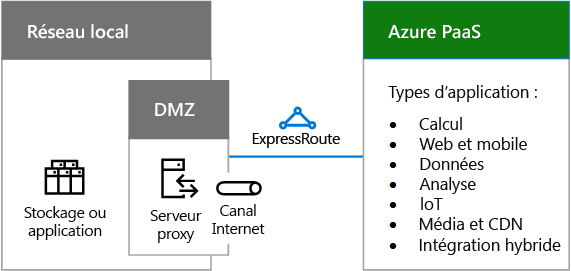 Réseau local
DMZ
Stockage ou
application
Serveur
proxy
Canal
Internet
ExpressRoute
Azure PaaS
Types d'application :
• Calcul
• Web et mobile
• Données
• Analyse
• IoT
• Média et CDN
• Intégration hybride